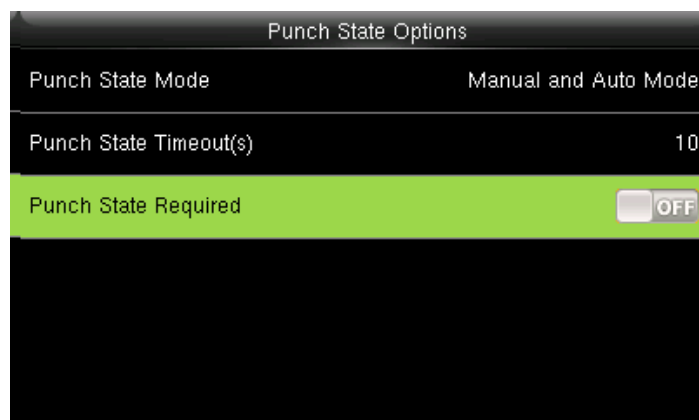 Punch State Options
Punch State Mode Manual and Auto Mode
Punch State Timeout(s) 10
Punch State Required OFF